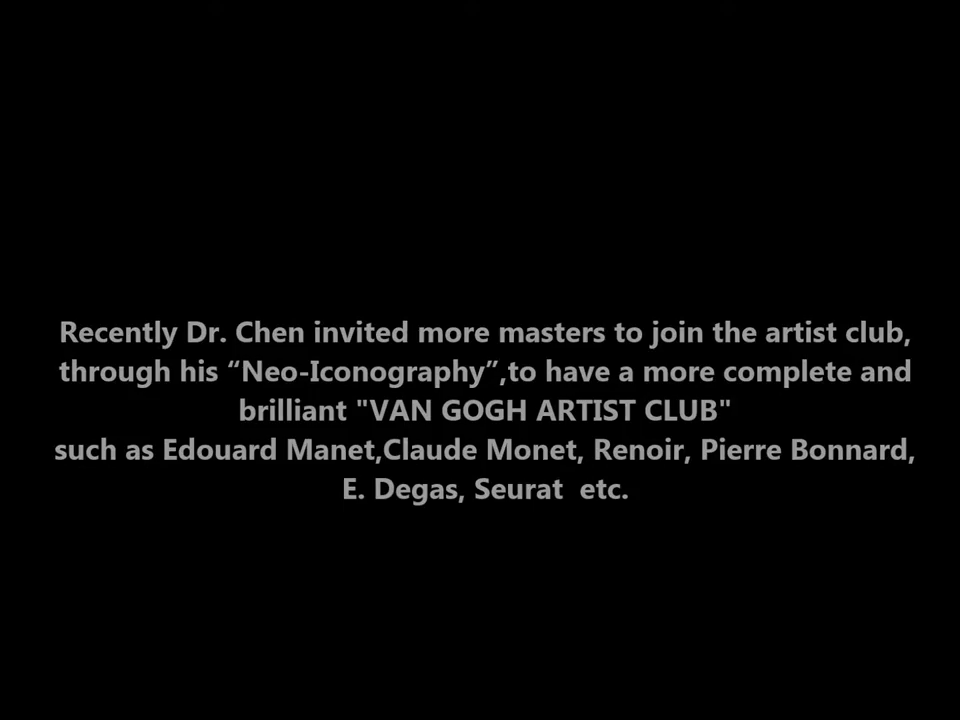 Recently Dr. Chen invited more masters to join the artist club,
through his “Neo-Iconography”,to have a more complete and
brilliant "VAN GOGH ARTIST CLUB"
such as Edouard Manet,Claude Monet, Renoir, Pierre Bonnard,
E. Degas, Seurat  etc.